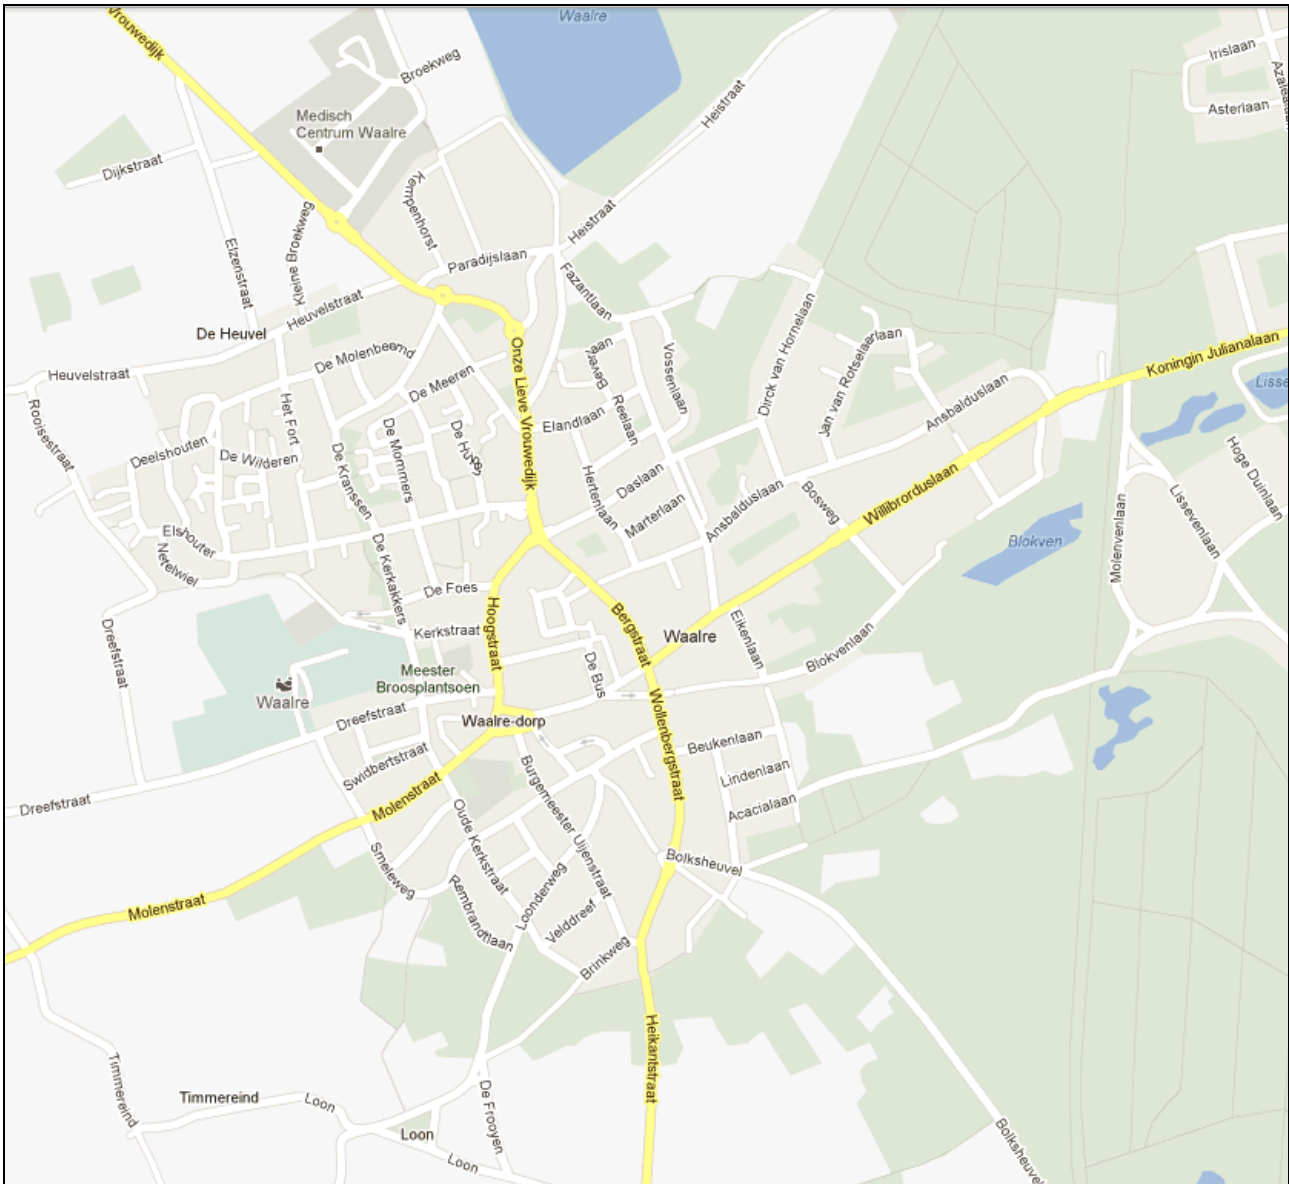 Vrouwedijk
Waalre
Irislaan
Broekweg
Heistraat
Asterlaan
Medisch
Centrum Waalre
Dijkstraat
Kempenhorst
Kleine Broekweg
Heistraat
Elzenstraat
Paradijslaan
Fazantlaan
Heuvelstraat
De Heuvel
Dirck van Hornelaan
Jan van Rotselaerlaan
Koningin Julianalaan
Onze Lieve Vrouwedijk
De Molenbeemd
Vossenlaan
Heuvelstraat
De Meeren
Ansbalduslaan
Rooisestraat
Het Fort
Reelaan
Elandlaan
De Mommers
Deelshouten
De Wilderen
De Kranssen
Hoge Duinlaan
Daslaan
Hertenlaan
Marterlaan
Ansbalduslaan
Bosweg
Willibrorduslaan
Lissevenlaan
Molenvenlaan
Elshouter
Netelwiel
De Kerkakkers
Blokven
De Foes
Hoogstraat
Bergstraat
Eikenlaan
Kerkstraat
Waalre
Dreefstraat
Blokvenlaan
De Bus
Meester
Broosplantsoen
Waalre
Dreefstraat
Waalre-dorp
Wollenbergstraat
Beukenlaan
Swidbertstraat
Burgemeester Uijenstraat
Lindenlaan
Molenstraat
Dreefstraat
Acacialaan
Oude Kerkstraat
Smeleweg
Bolksheuvel
Loonderweg
Rembrandtlaan
Molenstraat
Velddreef
Brinkweg
Heikantstraat
Timmereind
Timmereind
Loon
De Frooyen
Loon
Loon
Bolksheuvel